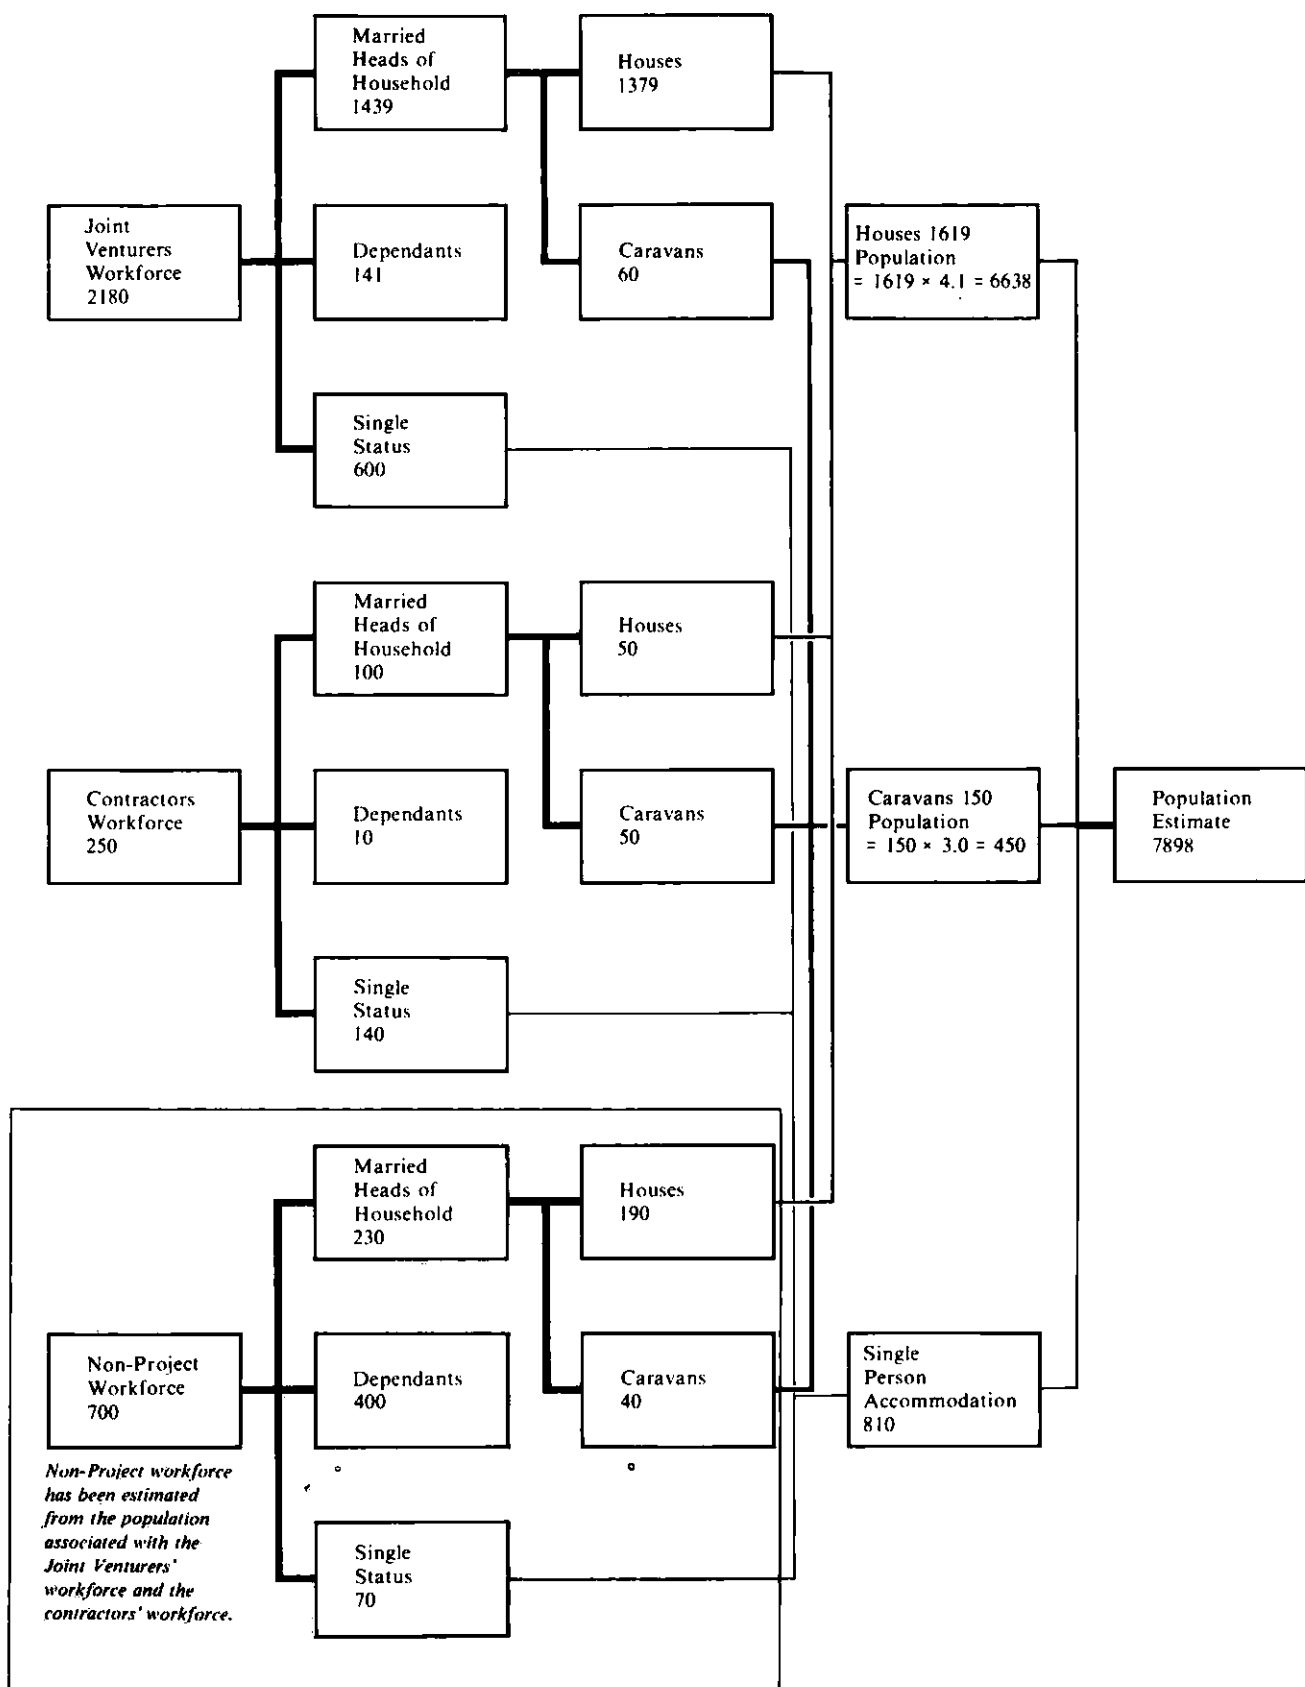 Married
Heads of
Household
1439
Houses
1379
Joint
Venturers
Workforce
2180
Dependants
141
Caravans
60
Houses 1619
Population
= 1619 × 4.1 = 6638
Single
Status
600
Married
Heads of
Household
100
Houses
50
Contractors
Workforce
250
Dependants
10
Caravans
50
Caravans 150
Population
= 150 × 3.0 = 450
Population
Estimate
7898
Single
Status
140
Married
Heads of
Household
230
Houses
190
Non-Project
Workforce
700
Dependants
400
Caravans
40
Single
Person
Accommodation
810
Non-Project workforce
has been estimated
from the population
associated with the
Joint Venturers'
workforce and the
contractors' workforce.
Single
Status
70